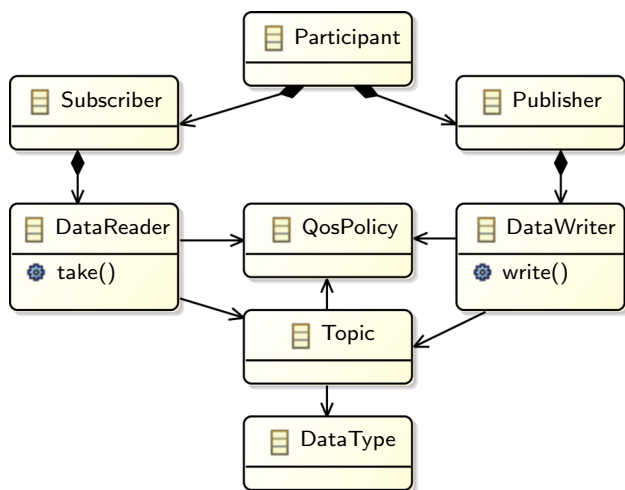 Participant
Subscriber
Publisher
DataReader
take()
QosPolicy
DataWriter
write()
Topic
DataType